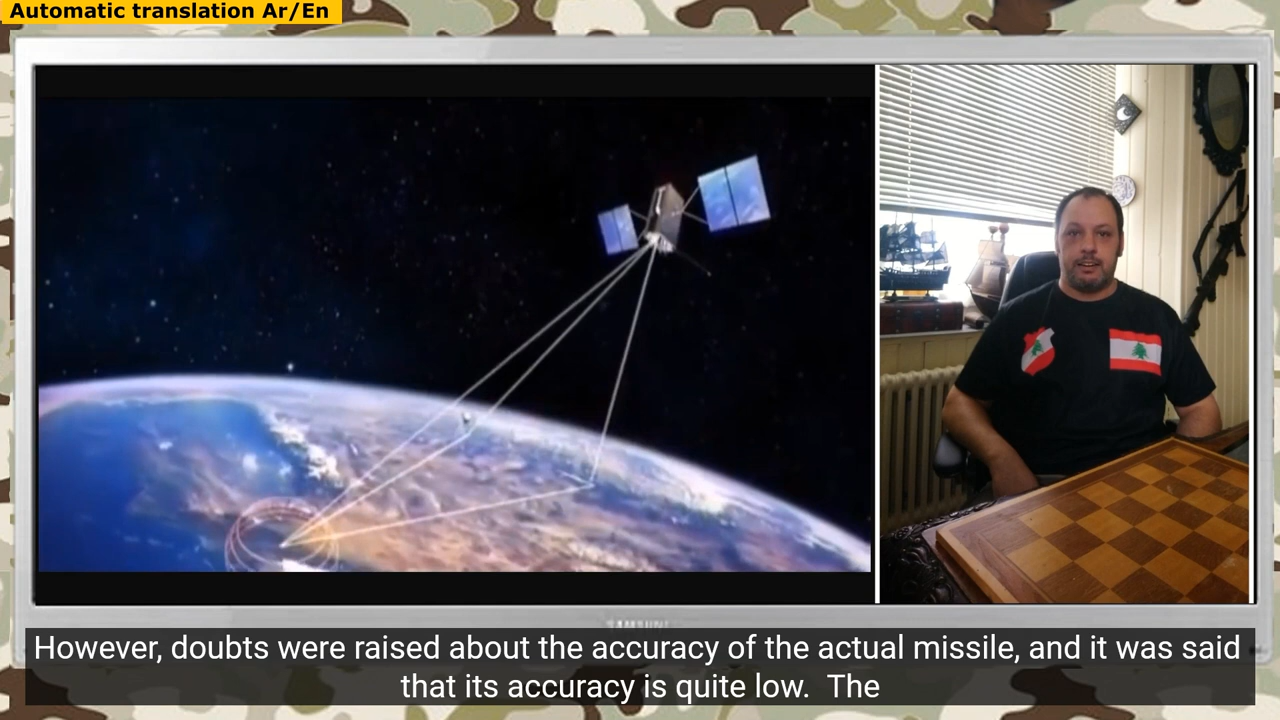 Automatic translation Ar/En
SAMSUNG
However, doubts were raised about the accuracy of the actual missile, and it was said
that its accuracy is quite low. The